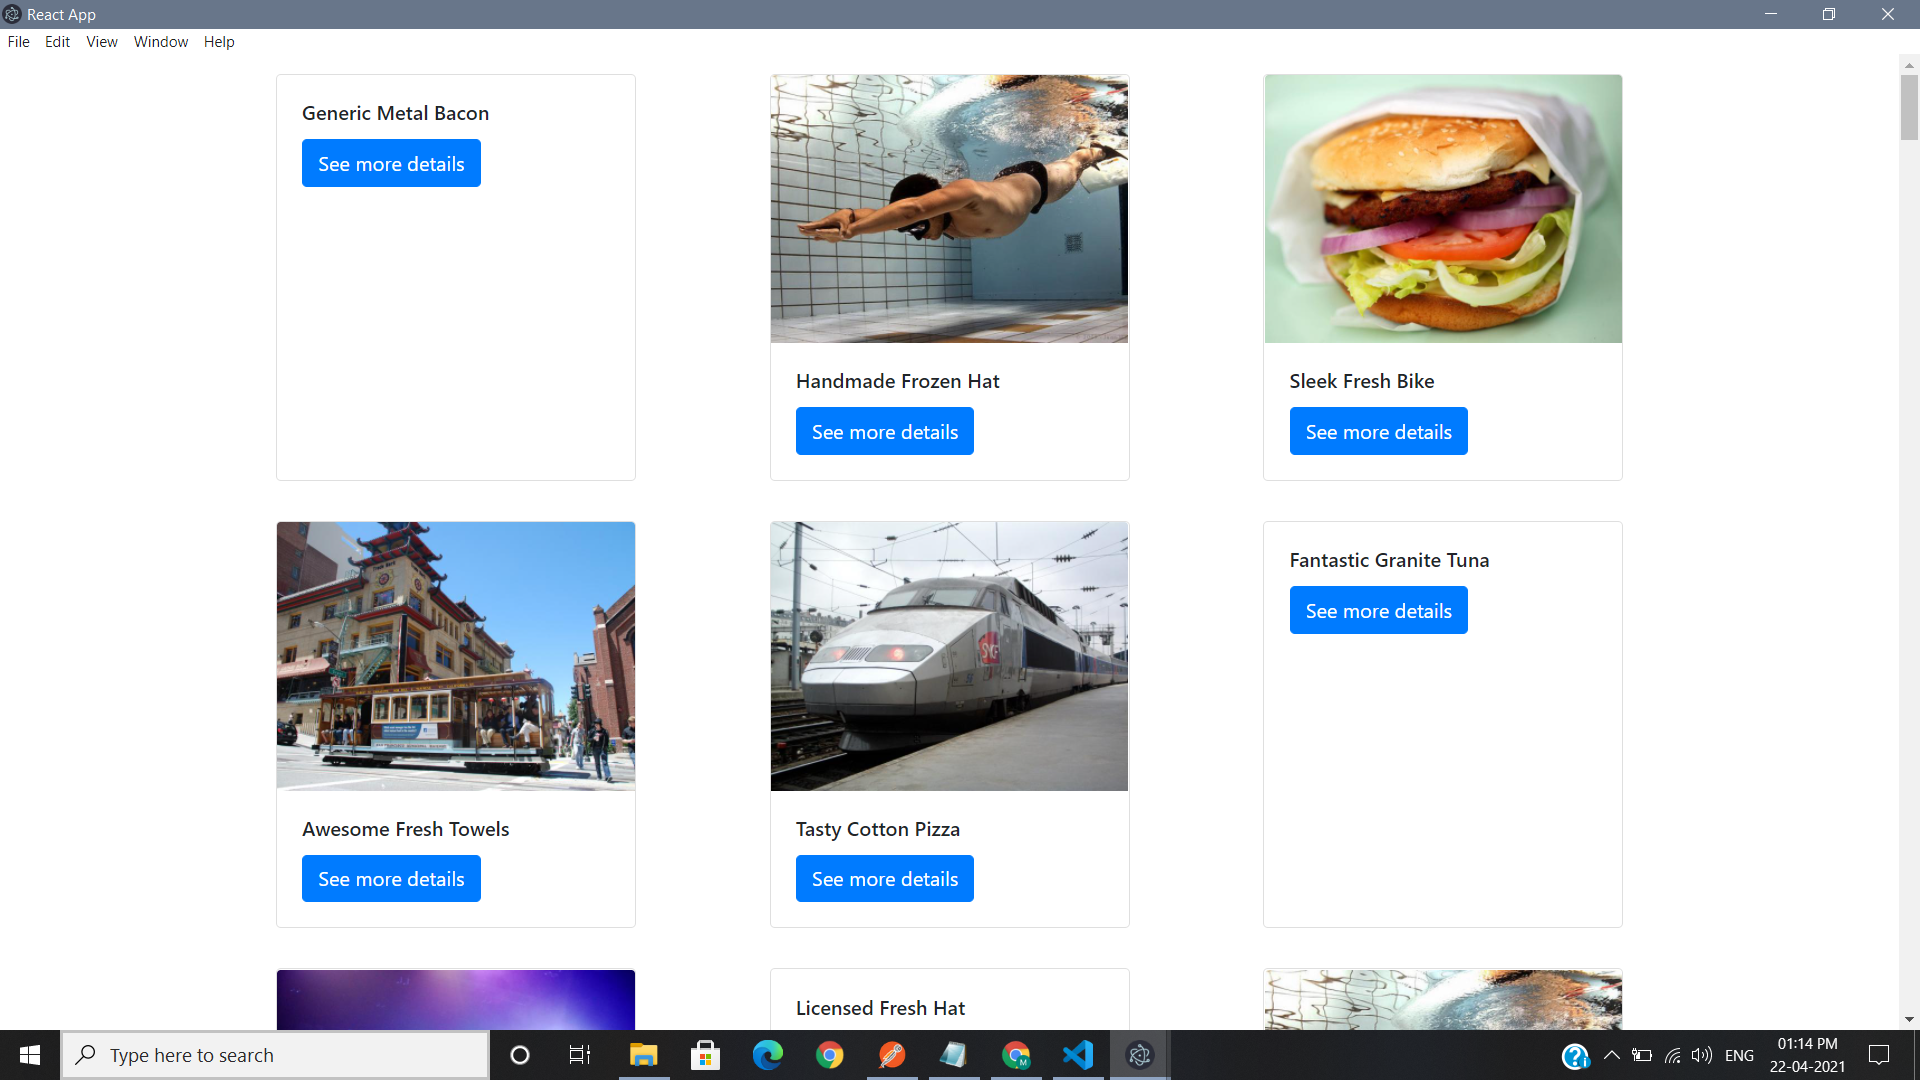 React App
File Edit View Window Help
Generic Metal Bacon
See more details
Handmade Frozen Hat
See more details
Sleek Fresh Bike
See more details
Awesome Fresh Towels
See more details
Tasty Cotton Pizza
See more details
Fantastic Granite Tuna
See more details
Licensed Fresh Hat
Type here to search
ENG
01:14 PM
22-04-2021